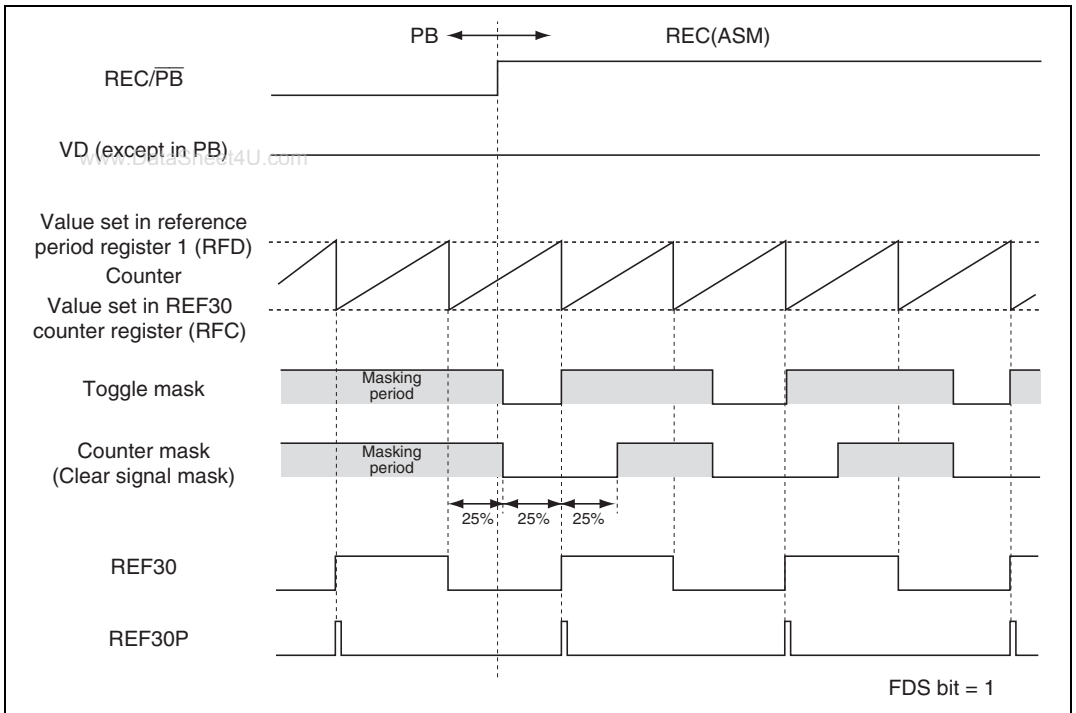 PB REC(ASM)
REC/P̅B̅
VD (except in PB)
www.DataSheet4U.com
Value set in reference
period register 1 (RFD)
Counter
Value set in REF30
counter register (RFC)
Toggle mask
Masking
period
Counter mask
(Clear signal mask)
Masking
period
25% 25% 25%
REF30
REF30P
FDS bit = 1